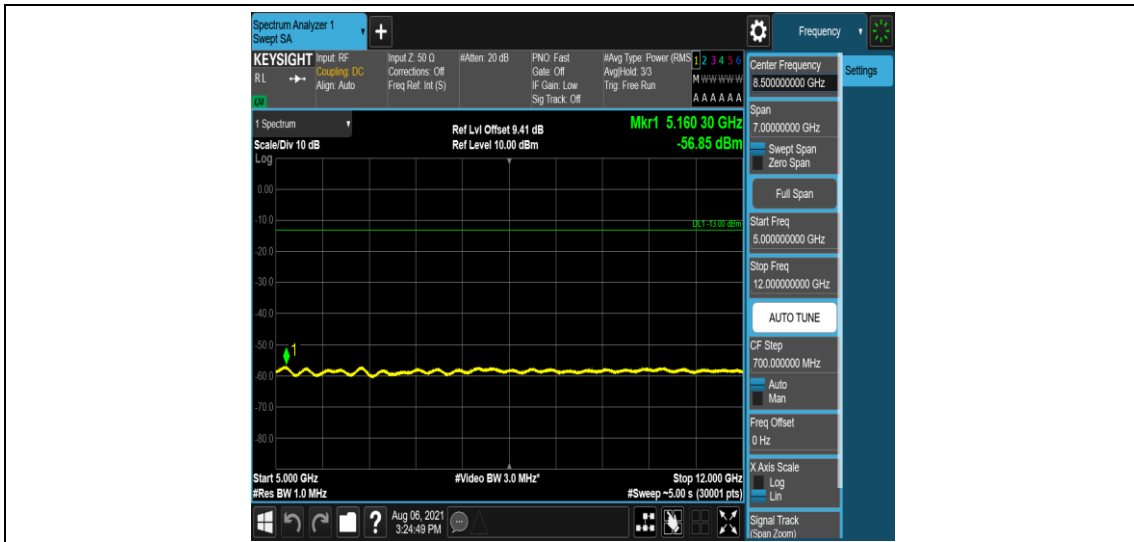 Spectrum Analyzer 1
Swept SA
+
Frequency
KEYSIGHT
RL
LM
Input: RF
Coupling: DC
Align: Auto
Input Z: 50 Ω
Corrections: Off
Freq Ref: Int (S)
#Atten: 20 dB
PNO: Fast
Gate: Off
IF Gain: Low
Sig Track: Off
#Avg Type: Power (RMS
Avg|Hold: 3/3
Trig: Free Run
1 2 3 4 5 6
M W W W W W
A A A A A A
1 Spectrum
Scale/Div 10 dB
Log
Ref Lvl Offset 9.41 dB
Ref Level 10.00 dBm
Mkr1 5.160 30 GHz
-56.85 dBm
0.00
-10.0
DL1 -13.00 dBm
-20.0
-30.0
-40.0
-50.0
1
-60.0
-70.0
-80.0
Start 5.000 GHz
#Res BW 1.0 MHz
#Video BW 3.0 MHz*
Stop 12.000 GHz
#Sweep ~5.00 s (30001 pts)
?
Aug 06, 2021
3:24:49 PM
Center Frequency
8.500000000 GHz
Settings
Span
7.00000000 GHz
Swept Span
Zero Span
Full Span
Start Freq
5.000000000 GHz
Stop Freq
12.000000000 GHz
AUTO TUNE
CF Step
700.000000 MHz
Auto
Man
Freq Offset
0 Hz
X Axis Scale
Log
Lin
Signal Track
(Span Zoom)